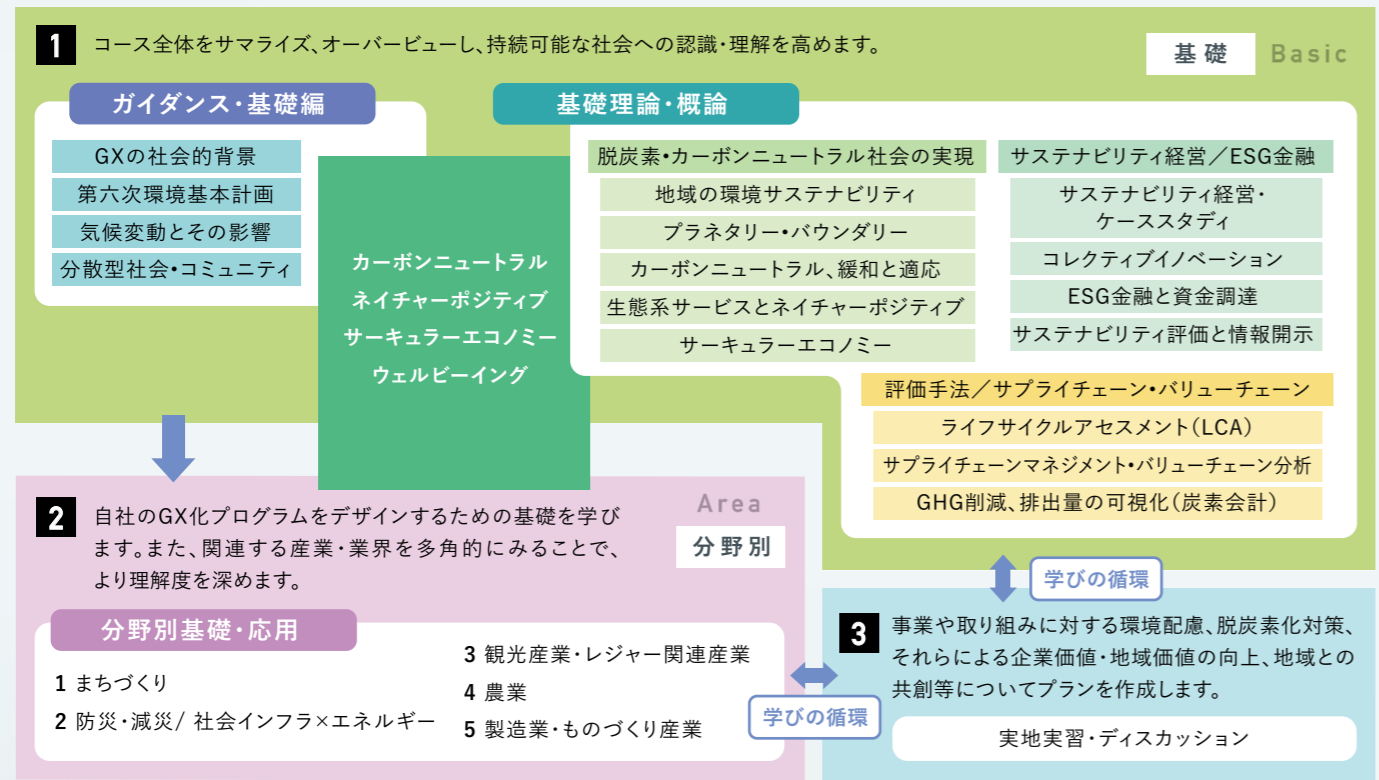 1
コース全体をサマライズ、オーバービューし、持続可能な社会への認識・理解を高めます。
基礎
Basic
ガイダンス・基礎編
GXの社会的背景
第六次環境基本計画
気候変動とその影響
分散型社会・コミュニティ
カーボンニュートラル
ネイチャーポジティブ
サーキュラーエコノミー
ウェルビーイング
基礎理論・概論
脱炭素・カーボンニュートラル社会の実現
地域の環境サステナビリティ
プラネタリー・バウンダリー
カーボンニュートラル、緩和と適応
生態系サービスとネイチャーポジティブ
サーキュラーエコノミー
サステナビリティ経営／ESG金融
サステナビリティ経営・
ケーススタディ
コレクティブイノベーション
ESG金融と資金調達
サステナビリティ評価と情報開示
評価手法／サプライチェーン・バリューチェーン
ライフサイクルアセスメント（LCA）
サプライチェーンマネジメント・バリューチェーン分析
GHG削減、排出量の可視化（炭素会計）
2
自社のGX化プログラムをデザインするための基礎を学び
ます。また、関連する産業・業界を多角的にみることで、
より理解度を深めます。
Area
分野別
分野別基礎・応用
1 まちづくり
2 防災・減災/ 社会インフラ×エネルギー
3 観光産業・レジャー関連産業
4 農業
5 製造業・ものづくり産業
学びの循環
学びの循環
3
事業や取り組みに対する環境配慮、脱炭素化対策、
それらによる企業価値・地域価値の向上、地域との
共創等についてプランを作成します。
実地実習・ディスカッション